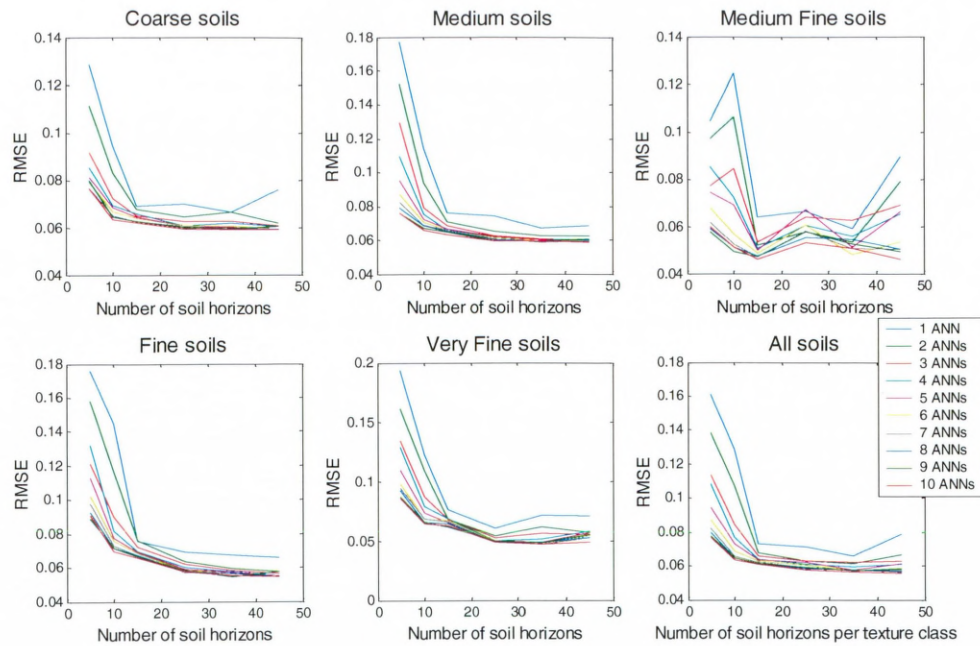 Coarse soils
Medium soils
Medium Fine soils
0.14
0.12
0.1
0.08
0.06
0.04
RMSE
0 10 20 30 40 50
Number of soil horizons
0.18
0.16
0.14
0.12
0.1
0.08
0.06
0.04
RMSE
0 10 20 30 40 50
Number of soil horizons
0.14
0.12
0.1
0.08
0.06
0.04
RMSE
0 10 20 30 40 50
Number of soil horizons
Fine soils
Very Fine soils
All soils
0.18
0.16
0.14
0.12
0.1
0.08
0.06
0.04
RMSE
0 10 20 30 40 50
Number of soil horizons
0.2
0.15
0.1
0.05
0
RMSE
0 10 20 30 40 50
Number of soil horizons
0.18
0.16
0.14
0.12
0.1
0.08
0.06
0.04
RMSE
0 10 20 30 40 50
Number of soil horizons per texture class
1 ANN
2 ANNs
3 ANNs
4 ANNs
5 ANNs
6 ANNs
7 ANNs
8 ANNs
9 ANNs
10 ANNs